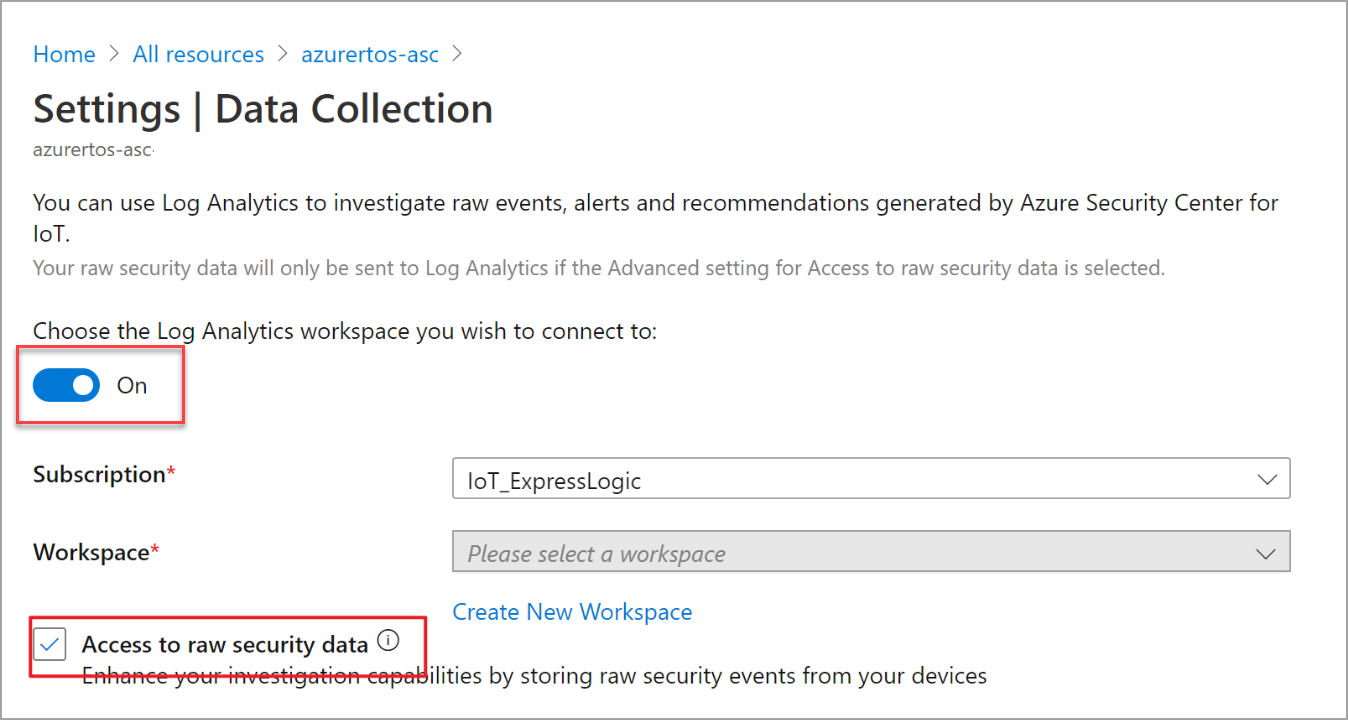 Home > All resources > azurertos-asc >
Settings | Data Collection
azurertos-asc
You can use Log Analytics to investigate raw events, alerts and recommendations generated by Azure Security Center for
IoT.
Your raw security data will only be sent to Log Analytics if the Advanced setting for Access to raw security data is selected.
Choose the Log Analytics workspace you wish to connect to:
On
Subscription* IoT_ExpressLogic
Workspace* Please select a workspace
Create New Workspace
Access to raw security data
Enhance your investigation capabilities by storing raw security events from your devices